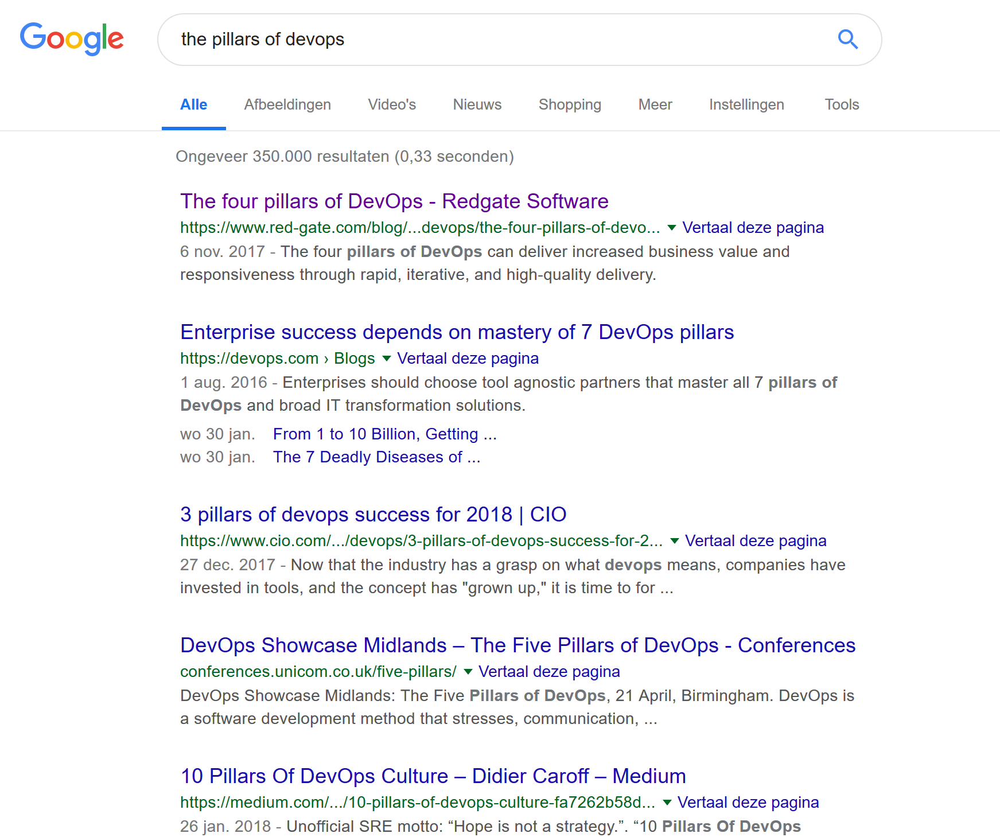 Google
the pillars of devops
Alle Afbeeldingen Video's Nieuws Shopping Meer Instellingen Tools
Ongeveer 350.000 resultaten (0,33 seconden)
The four pillars of DevOps - Redgate Software
https://www.red-gate.com/blog/...devops/the-four-pillars-of-devo... Vertaal deze pagina
6 nov. 2017 - The four pillars of DevOps can deliver increased business value and
responsiveness through rapid, iterative, and high-quality delivery.
Enterprise success depends on mastery of 7 DevOps pillars
https://devops.com › Blogs Vertaal deze pagina
1 aug. 2016 - Enterprises should choose tool agnostic partners that master all 7 pillars of
DevOps and broad IT transformation solutions.
wo 30 jan. From 1 to 10 Billion, Getting ...
wo 30 jan. The 7 Deadly Diseases of ...
3 pillars of devops success for 2018 | CIO
https://www.cio.com/.../devops/3-pillars-of-devops-success-for-2... Vertaal deze pagina
27 dec. 2017 - Now that the industry has a grasp on what devops means, companies have
invested in tools, and the concept has "grown up," it is time to for ...
DevOps Showcase Midlands – The Five Pillars of DevOps - Conferences
conferences.unicom.co.uk/five-pillars/ Vertaal deze pagina
DevOps Showcase Midlands: The Five Pillars of DevOps, 21 April, Birmingham. DevOps is
a software development method that stresses, communication, ...
10 Pillars Of DevOps Culture – Didier Caroff – Medium
https://medium.com/.../10-pillars-of-devops-culture-fa7262b58d... Vertaal deze pagina
26 jan. 2018 - Unofficial SRE motto: “Hope is not a strategy.”. “10 Pillars Of DevOps